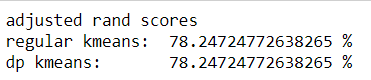 adjusted rand scores
regular kmeans:  78.24724772638265 %
dp kmeans:       78.24724772638265 %